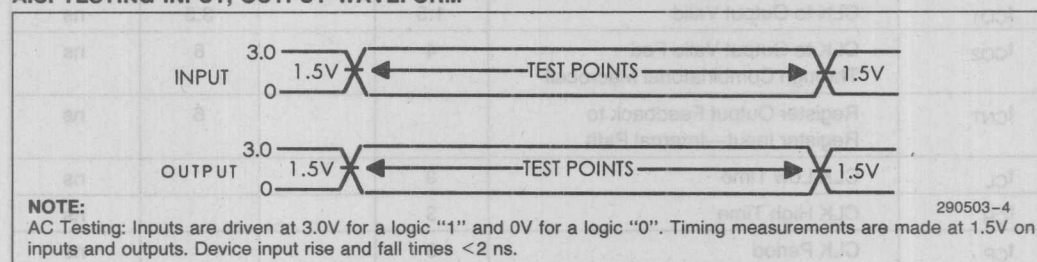 A.C. TESTING INPUT, OUTPUT WAVEFORM
3.0
INPUT 1.5V TEST POINTS 1.5V
0
3.0
OUTPUT 1.5V TEST POINTS 1.5V
0
NOTE:
290503-4
AC Testing: Inputs are driven at 3.0V for a logic "1" and 0V for a logic "0". Timing measurements are made at 1.5V on
inputs and outputs. Device input rise and fall times <2 ns.